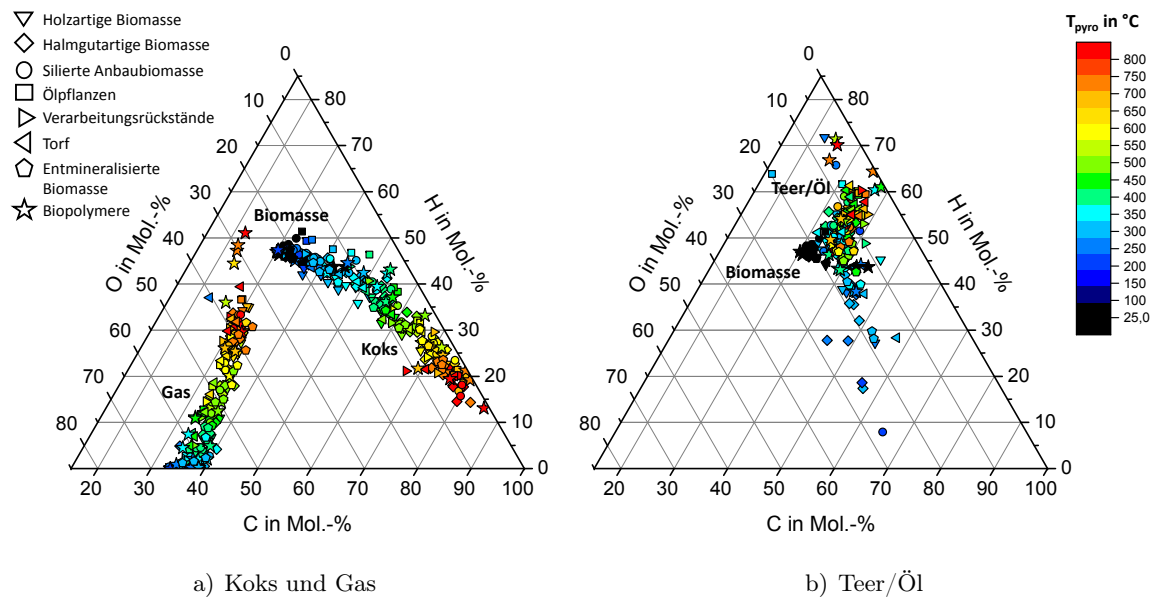 Holzartige Biomasse
Halmgutartige Biomasse
Silierte Anbaubiomasse
Ölpflanzen
Verarbeitungsrückstände
Torf
Entmineralisierte
Biomasse
Biopolymere
0
10
20
30
40
50
60
70
80
O in Mol.-%
80
70
60
50
40
30
20
10
0
H in Mol.-%
20 30 40 50 60 70 80 90 100
C in Mol.-%
Biomasse
Koks
Gas
a) Koks und Gas
0
10
20
30
40
50
60
70
80
O in Mol.-%
80
70
60
50
40
30
20
10
0
H in Mol.-%
20 30 40 50 60 70 80 90 100
C in Mol.-%
Teer/Öl
Biomasse
b) Teer/Öl
Tpyro in °C
800
750
700
650
600
550
500
450
400
350
300
250
200
150
100
25,0